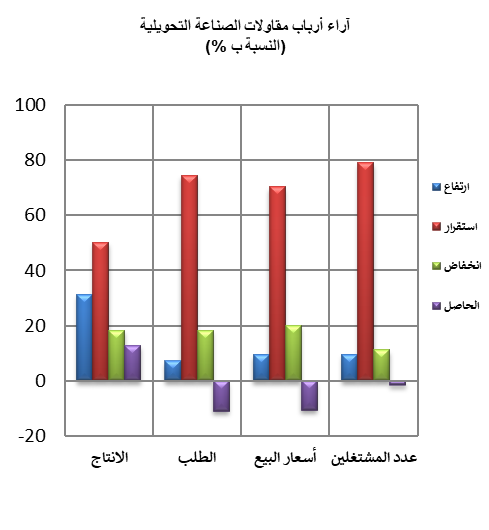 آراء أرباب مقاولات الصناعة التحويلية
(النسبة ب %)
100
80
60
40
20
0
-20
ارتفاع
استقرار
انخفاض
الحاصل
الانتاج
الطلب
أسعار البيع
عدد المشتغلين